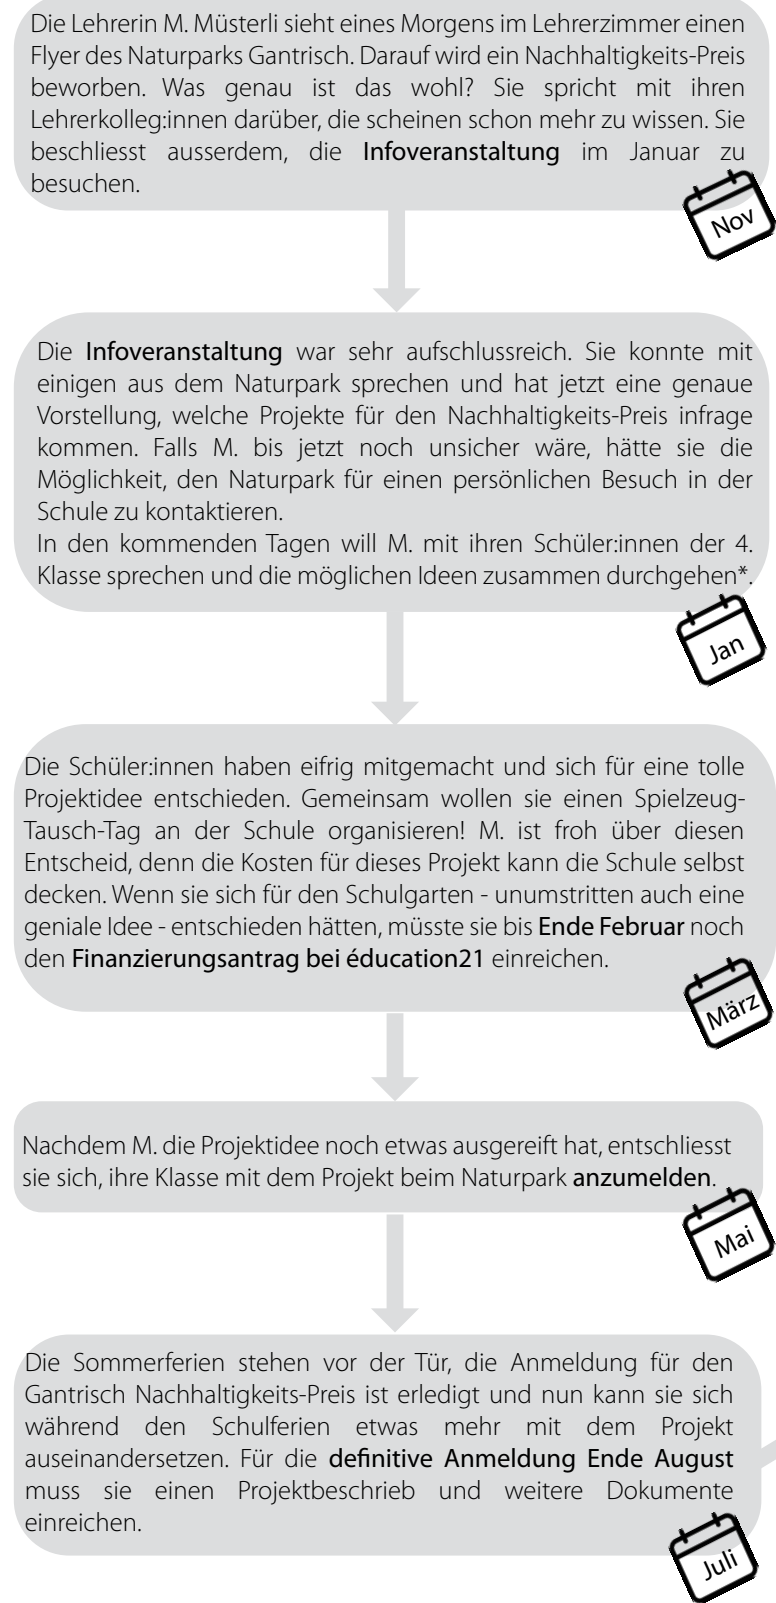 Die Lehrerin M. Müsterli sieht eines Morgens im Lehrerzimmer einen
Flyer des Naturparks Gantrisch. Darauf wird ein Nachhaltigkeits-Preis
beworben. Was genau ist das wohl? Sie spricht mit ihren
Lehrerkolleg:innen darüber, die scheinen schon mehr zu wissen. Sie
beschliesst ausserdem, die Infoveranstaltung im Januar zu
besuchen.
Nov
Die Infoveranstaltung war sehr aufschlussreich. Sie konnte mit
einigen aus dem Naturpark sprechen und hat jetzt eine genaue
Vorstellung, welche Projekte für den Nachhaltigkeits-Preis infrage
kommen. Falls M. bis jetzt noch unsicher wäre, hätte sie die
Möglichkeit, den Naturpark für einen persönlichen Besuch in der
Schule zu kontaktieren.
In den kommenden Tagen will M. mit ihren Schüler:innen der 4.
Klasse sprechen und die möglichen Ideen zusammen durchgehen*.
Jan
Die Schüler:innen haben eifrig mitgemacht und sich für eine tolle
Projektidee entschieden. Gemeinsam wollen sie einen Spielzeug-
Tausch-Tag an der Schule organisieren! M. ist froh über diesen
Entscheid, denn die Kosten für dieses Projekt kann die Schule selbst
decken. Wenn sie sich für den Schulgarten - unumstritten auch eine
geniale Idee - entschieden hätten, müsste sie bis Ende Februar noch
den Finanzierungsantrag bei éducation21 einreichen.
März
Nachdem M. die Projektidee noch etwas ausgereift hat, entschliesst
sie sich, ihre Klasse mit dem Projekt beim Naturpark anzumelden.
Mai
Die Sommerferien stehen vor der Tür, die Anmeldung für den
Gantrisch Nachhaltigkeits-Preis ist erledigt und nun kann sie sich
während den Schulferien etwas mehr mit dem Projekt
auseinandersetzen. Für die definitive Anmeldung Ende August
muss sie einen Projektbeschrieb und weitere Dokumente
einreichen.
Juli